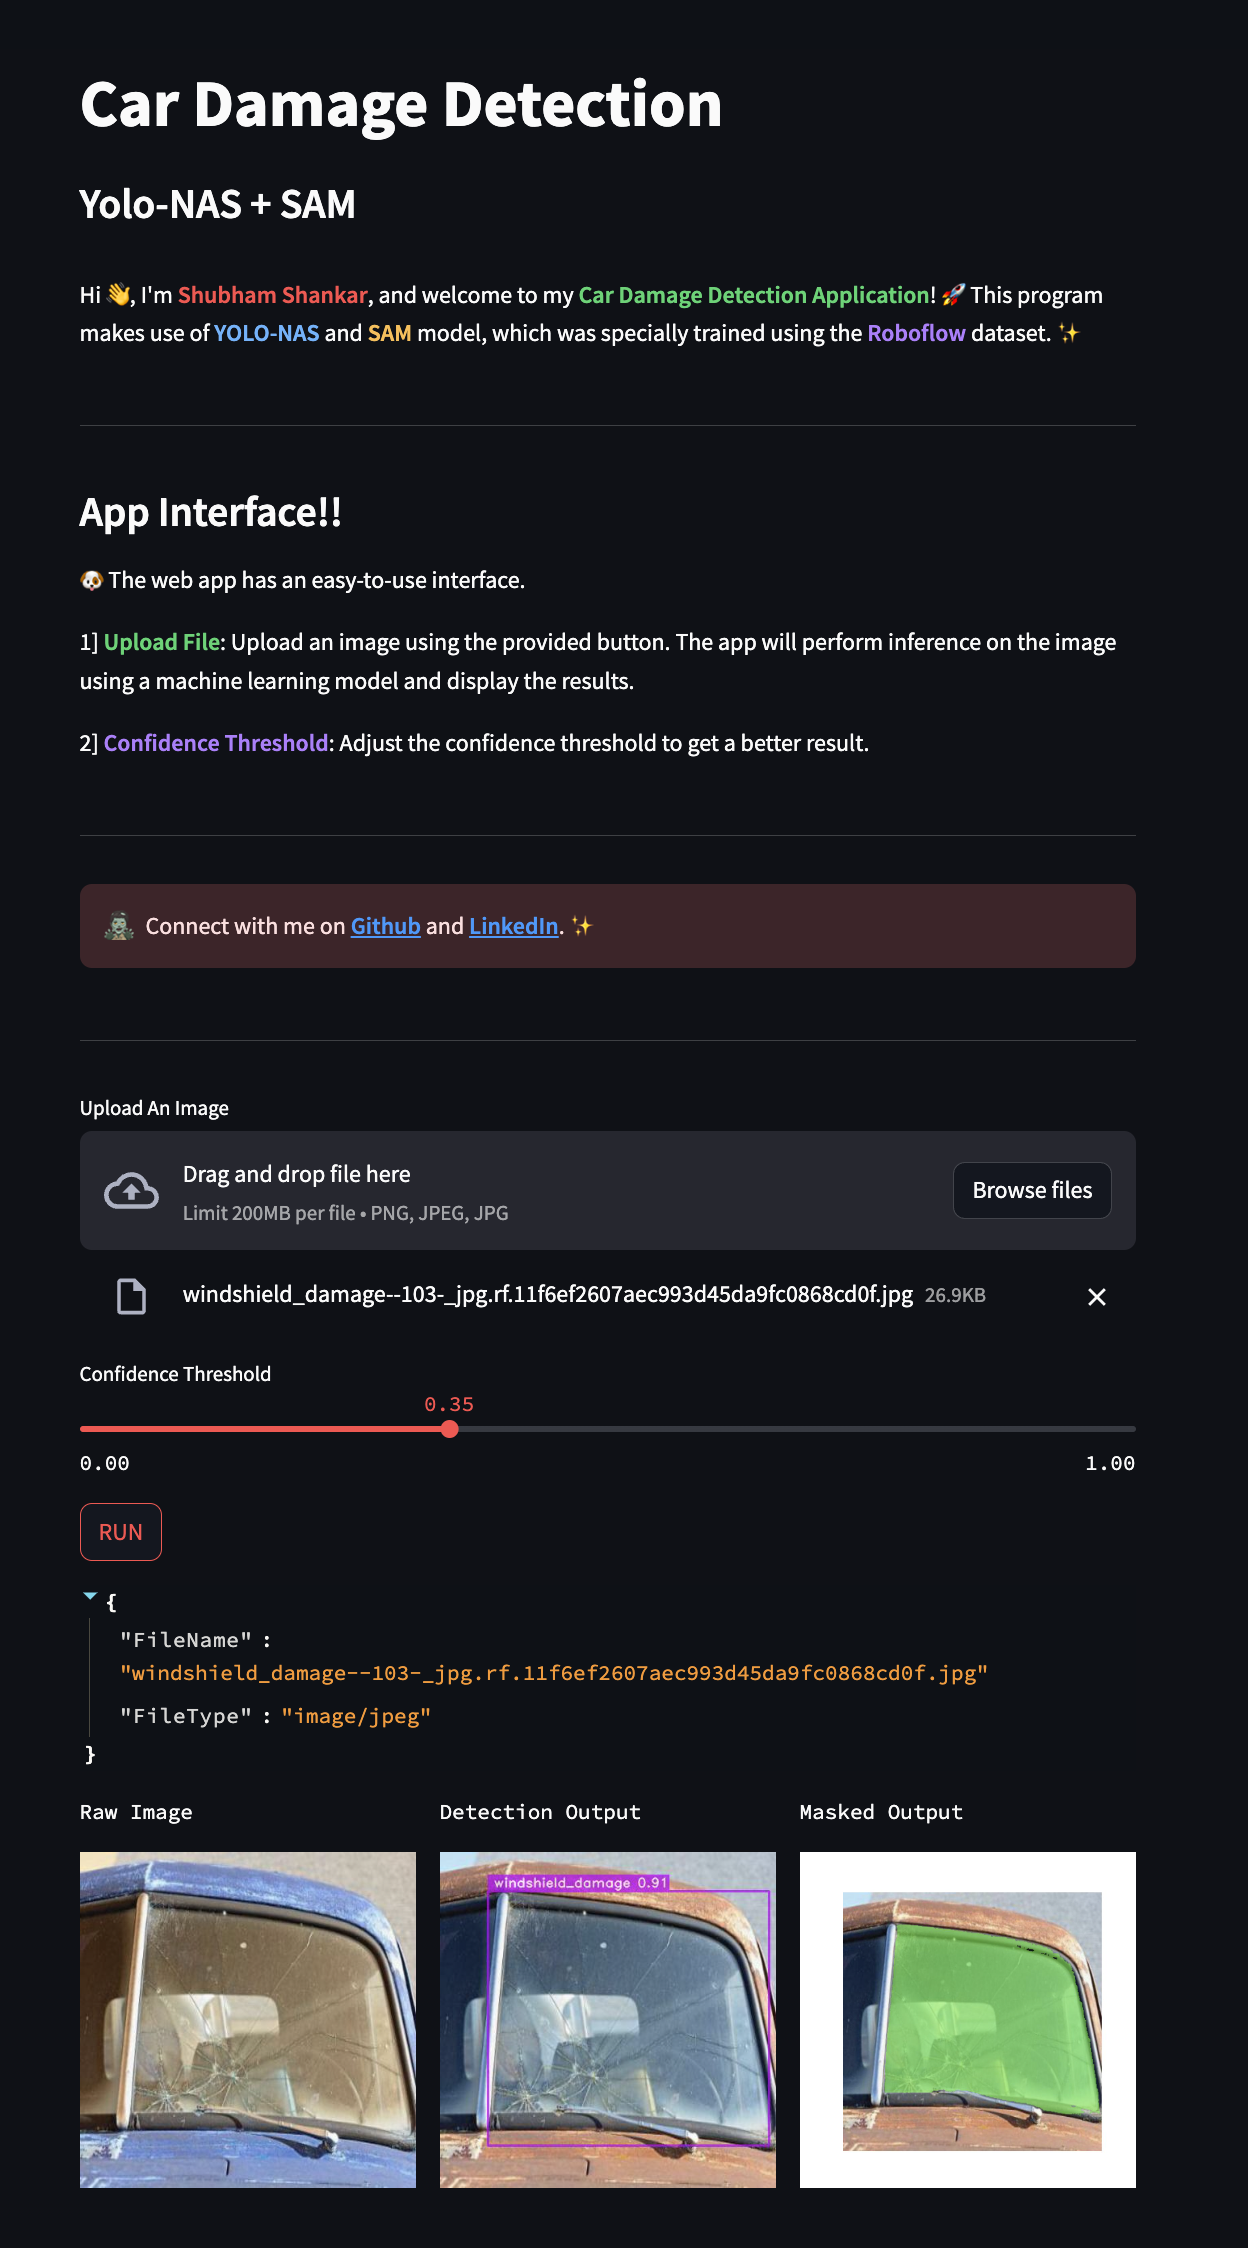 Car Damage Detection
Yolo-NAS + SAM
Hi 👋, I'm Shubham Shankar, and welcome to my Car Damage Detection Application! 🚀 This program
makes use of YOLO-NAS and SAM model, which was specially trained using the Roboflow dataset. ✨
App Interface!!
🐶 The web app has an easy-to-use interface.
1] Upload File: Upload an image using the provided button. The app will perform inference on the image
using a machine learning model and display the results.
2] Confidence Threshold: Adjust the confidence threshold to get a better result.
Connect with me on Github and LinkedIn. ✨
Upload An Image
Drag and drop file here
Limit 200MB per file • PNG, JPEG, JPG
Browse files
windshield_damage--103-_jpg.rf.11f6ef2607aec993d45da9fc0868cd0f.jpg 26.9KB
Confidence Threshold
0.35
0.00 1.00
RUN
{
"FileName" :
"windshield_damage--103-_jpg.rf.11f6ef2607aec993d45da9fc0868cd0f.jpg"
"FileType" : "image/jpeg"
}
Raw Image Detection Output Masked Output
windshield_damage 0.91